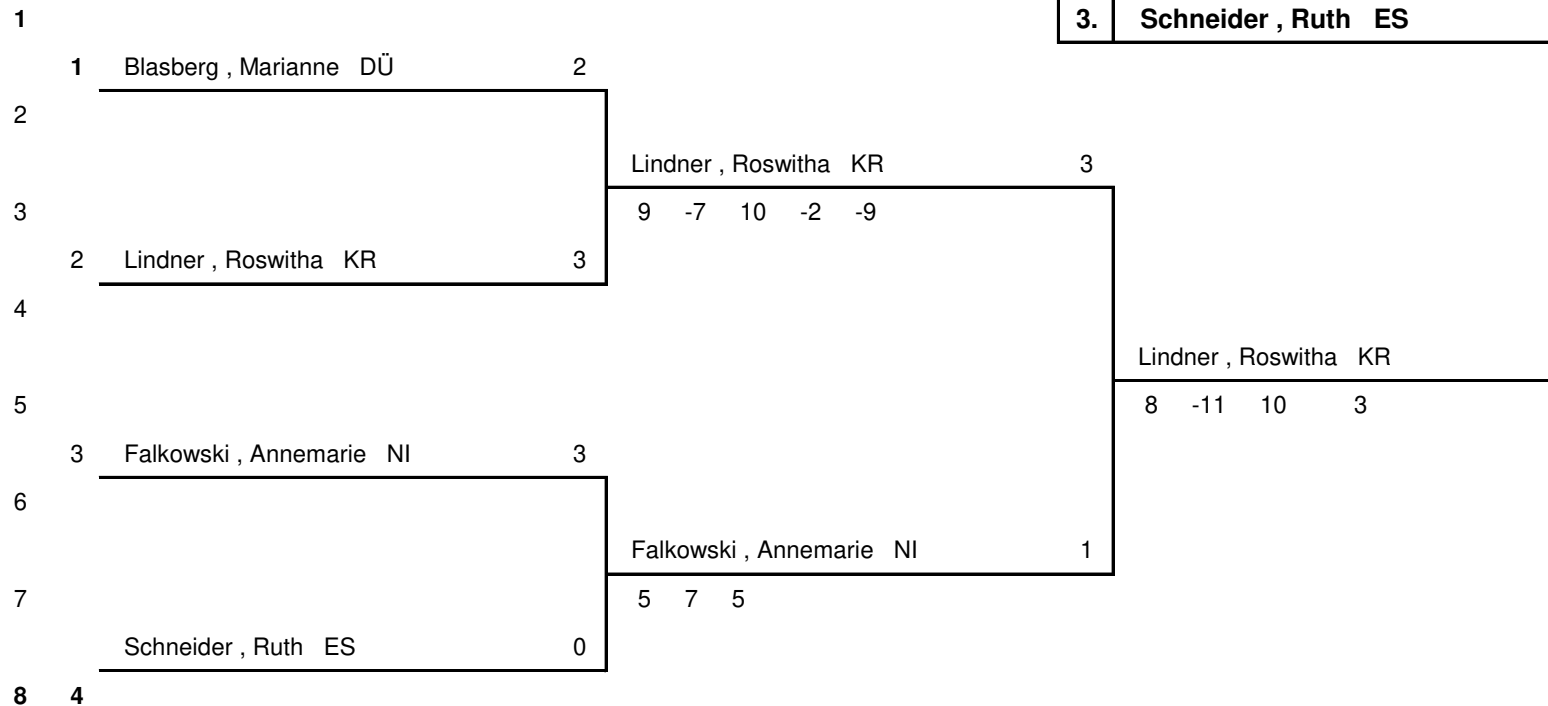 1 3. Schneider , Ruth ES
1 Blasberg , Marianne DÜ 2
2
Lindner , Roswitha KR 3
3 9 -7 10 -2 -9
2 Lindner , Roswitha KR 3
4
Lindner , Roswitha KR
5 8 -11 10 3
3 Falkowski , Annemarie NI 3
6
Falkowski , Annemarie NI 1
7 5 7 5
Schneider , Ruth ES 0
8 4